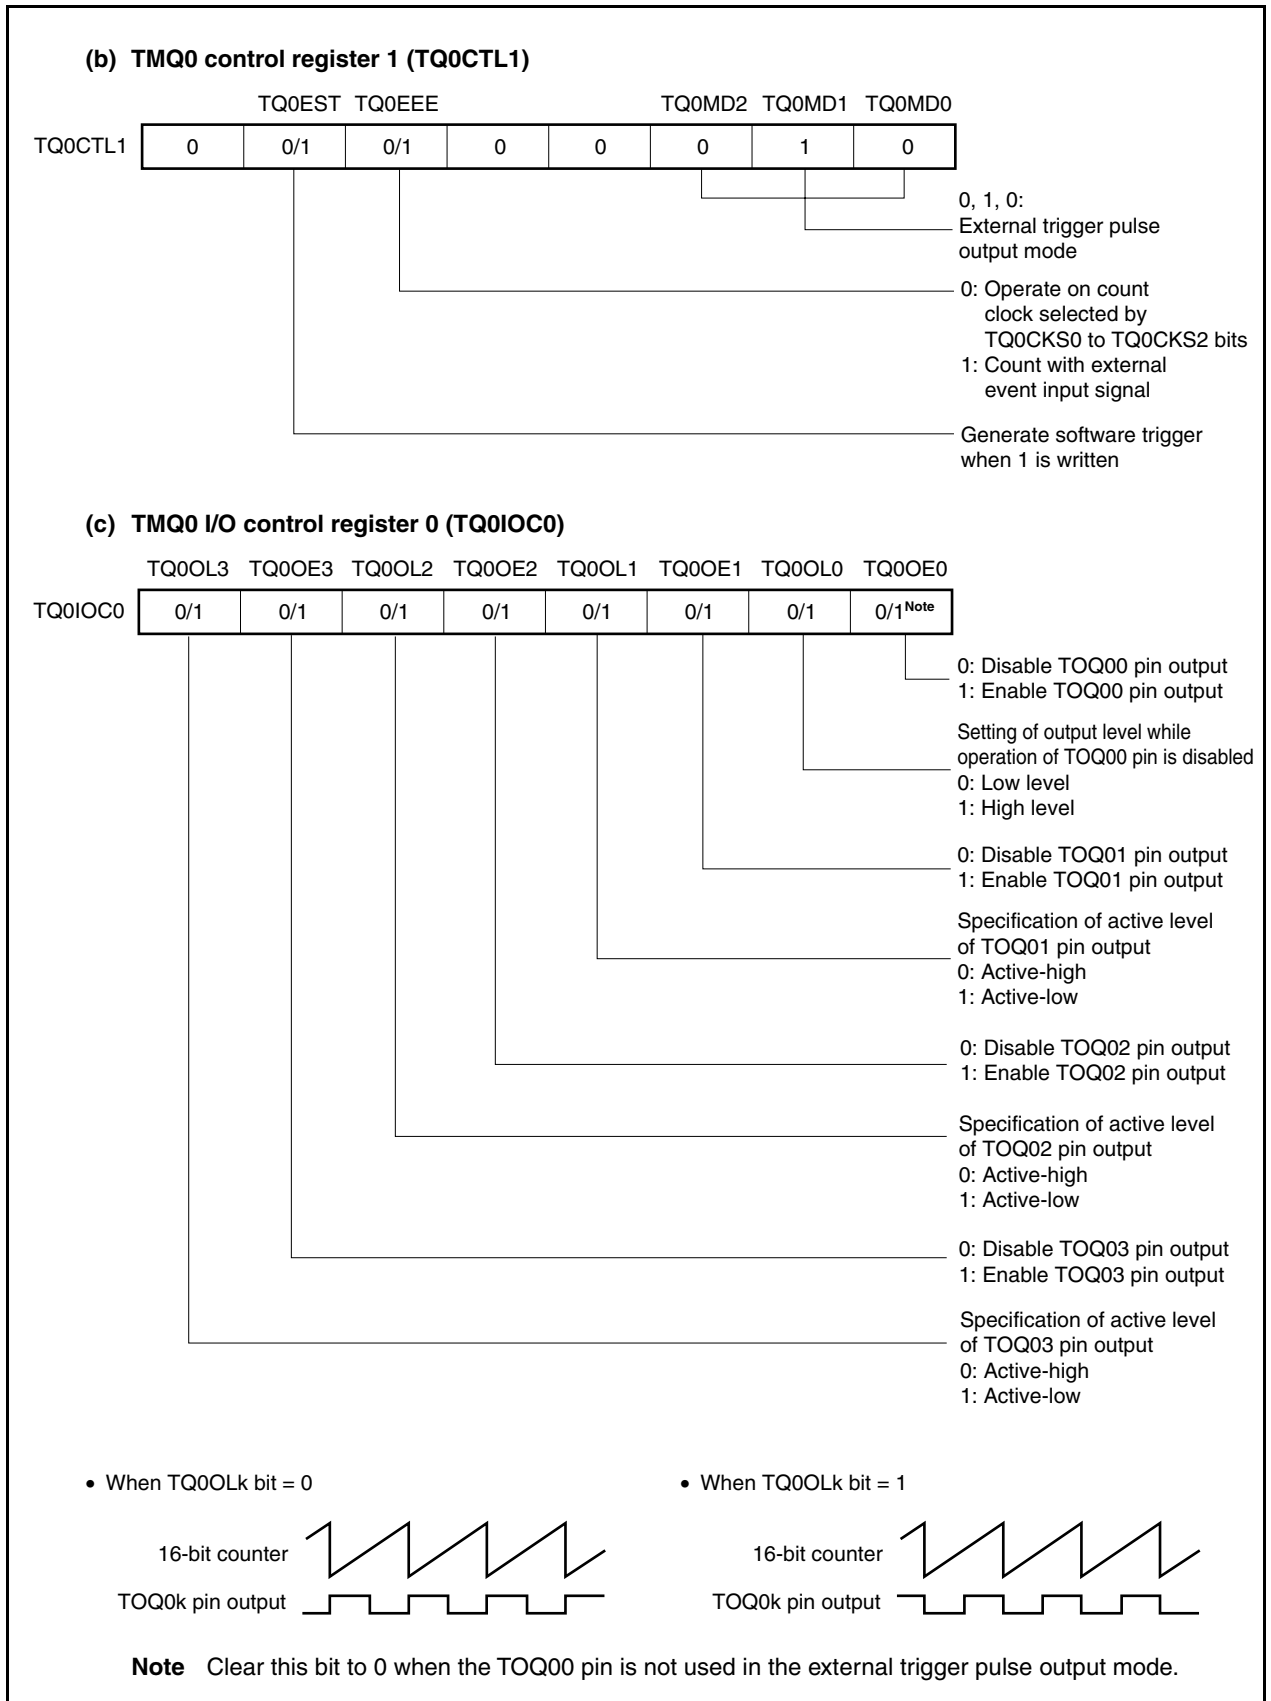 (b) TMQ0 control register 1 (TQ0CTL1)
TQ0EST TQ0EEE TQ0MD2 TQ0MD1 TQ0MD0
TQ0CTL1 0 0/1 0/1 0 0 0 1 0
0, 1, 0:
External trigger pulse
output mode
0: Operate on count
clock selected by
TQ0CKS0 to TQ0CKS2 bits
1: Count with external
event input signal
Generate software trigger
when 1 is written
(c) TMQ0 I/O control register 0 (TQ0IOC0)
TQ0OL3 TQ0OE3 TQ0OL2 TQ0OE2 TQ0OL1 TQ0OE1 TQ0OL0 TQ0OE0
TQ0IOC0 0/1 0/1 0/1 0/1 0/1 0/1 0/1 0/1Note
0: Disable TOQ00 pin output
1: Enable TOQ00 pin output
Setting of output level while
operation of TOQ00 pin is disabled
0: Low level
1: High level
0: Disable TOQ01 pin output
1: Enable TOQ01 pin output
Specification of active level
of TOQ01 pin output
0: Active-high
1: Active-low
0: Disable TOQ02 pin output
1: Enable TOQ02 pin output
Specification of active level
of TOQ02 pin output
0: Active-high
1: Active-low
0: Disable TOQ03 pin output
1: Enable TOQ03 pin output
Specification of active level
of TOQ03 pin output
0: Active-high
1: Active-low
• When TQ0OLk bit = 0
16-bit counter
TOQ0k pin output
• When TQ0OLk bit = 1
16-bit counter
TOQ0k pin output
Note Clear this bit to 0 when the TOQ00 pin is not used in the external trigger pulse output mode.